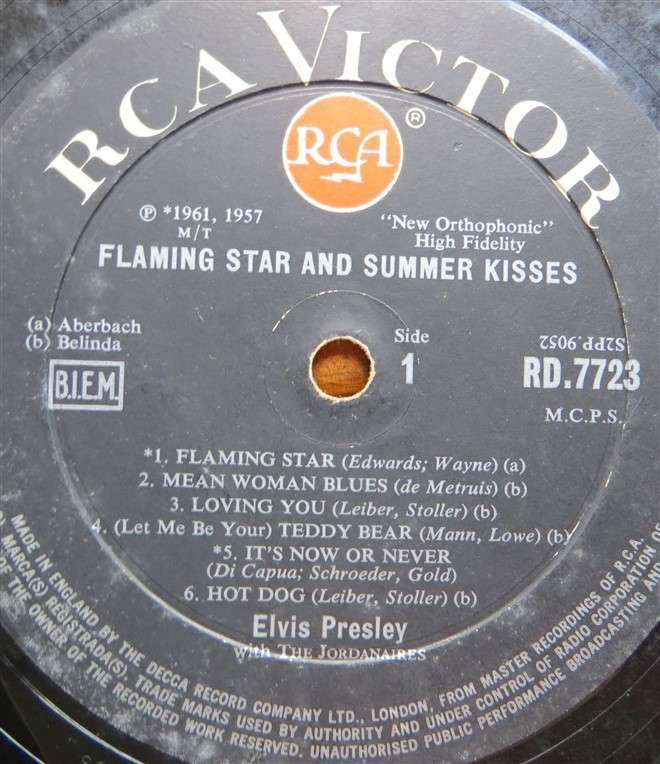 RCA VICTOR
RCA
®
℗ *1961, 1957
M/T
"New Orthophonic"
High Fidelity
FLAMING STAR AND SUMMER KISSES
(a) Aberbach
(b) Belinda
B.I.E.M.
Side
1
S2PP.9052
RD.7723
M.C.P.S.
*1. FLAMING STAR (Edwards; Wayne) (a)
2. MEAN WOMAN BLUES (de Metruis) (b)
3. LOVING YOU (Leiber, Stoller) (b)
4. (Let Me Be Your) TEDDY BEAR (Mann, Lowe) (b)
*5. IT'S NOW OR NEVER
(Di Capua; Schroeder, Gold)
6. HOT DOG (Leiber, Stoller) (b)
Elvis Presley
with THE JORDANAIRES
MADE IN ENGLAND BY THE DECCA RECORD COMPANY LTD., LONDON, FROM MASTER RECORDINGS OF R.C.A.
MARCA(S) REGISTRADA(S). TRADE MARKS USED BY AUTHORITY AND UNDER CONTROL OF RADIO CORPORATION OF
OF THE OWNER OF THE RECORDED WORK RESERVED. UNAUTHORISED PUBLIC PERFORMANCE BROADCASTING AND